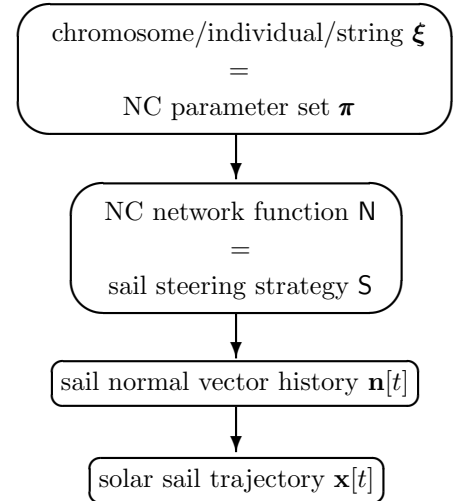 chromosome/individual/string ξ
=
NC parameter set π
NC network function N
=
sail steering strategy S
sail normal vector history n[t]
solar sail trajectory x[t]